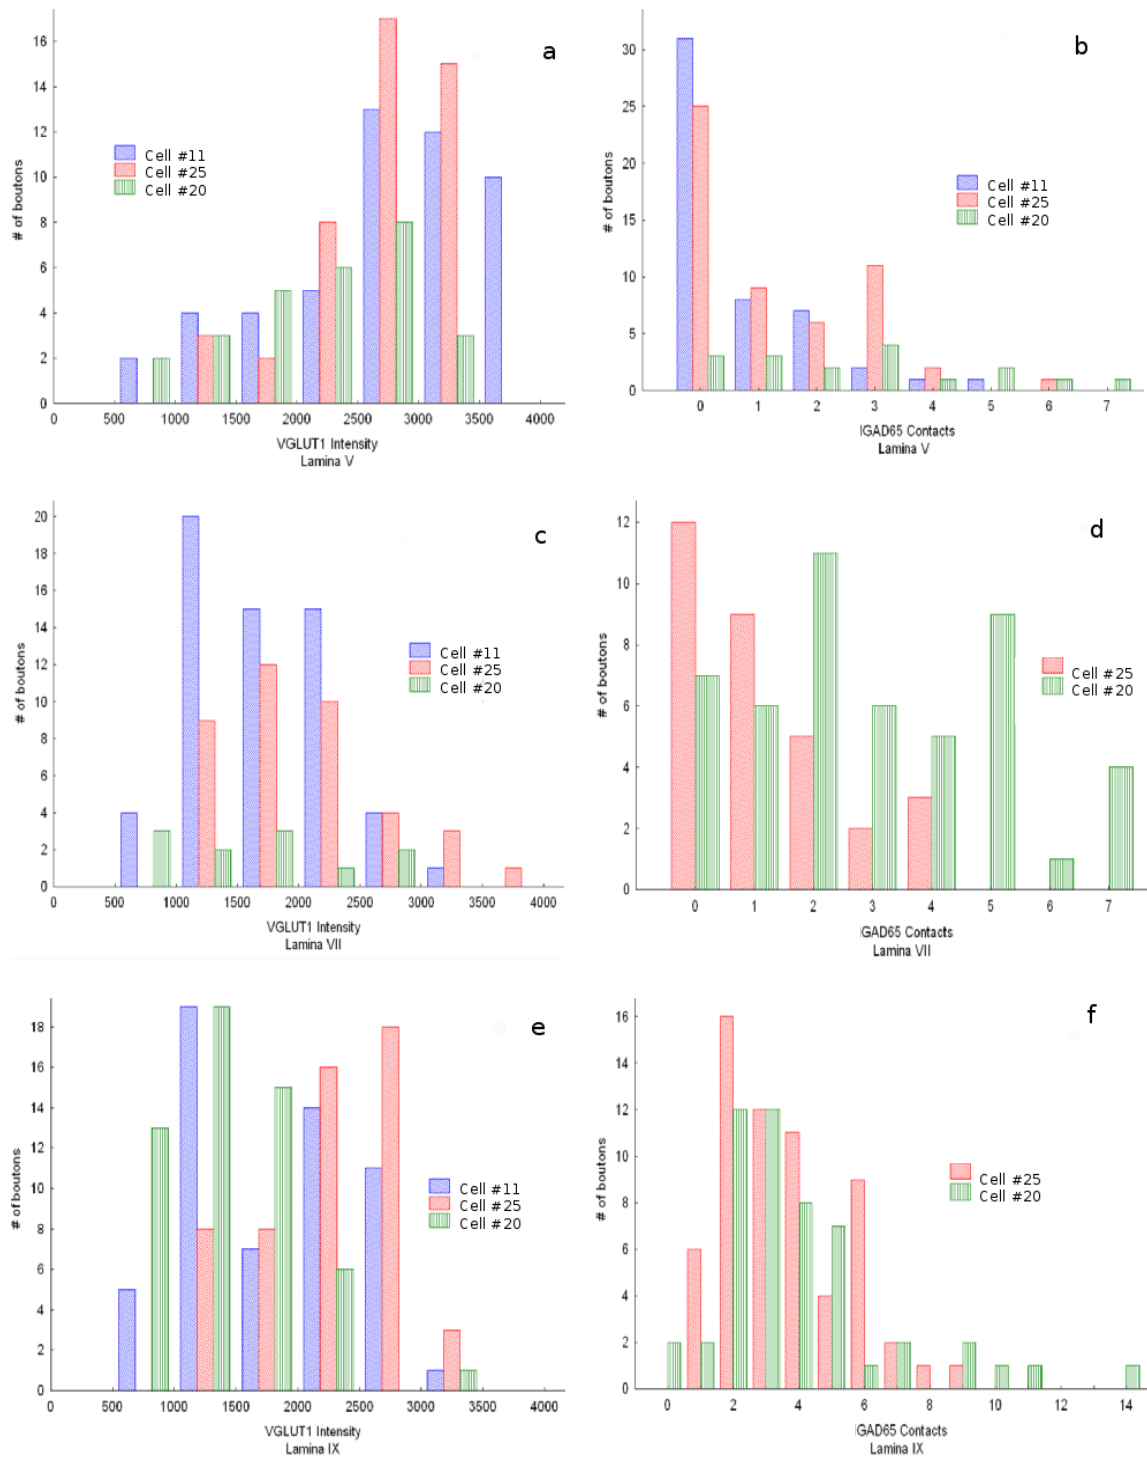 a
16
14
12
10
8
6
4
2
0
# of boutons
Cell #11
Cell #25
Cell #20
0 500 1000 1500 2000 2500 3000 3500 4000
VGLUT1 Intensity
Lamina V
b
30
25
20
15
10
5
0
# of boutons
Cell #11
Cell #25
Cell #20
0 1 2 3 4 5 6 7
IGAD65 Contacts
Lamina V
c
20
18
16
14
12
10
8
6
4
2
0
# of boutons
Cell #11
Cell #25
Cell #20
0 500 1000 1500 2000 2500 3000 3500 4000
VGLUT1 Intensity
Lamina VII
d
12
10
8
6
4
2
0
# of boutons
Cell #25
Cell #20
0 1 2 3 4 5 6 7
IGAD65 Contacts
Lamina VII
e
18
16
14
12
10
8
6
4
2
0
# of boutons
Cell #11
Cell #25
Cell #20
0 500 1000 1500 2000 2500 3000 3500 4000
VGLUT1 Intensity
Lamina IX
f
16
14
12
10
8
6
4
2
0
# of boutons
Cell #25
Cell #20
0 2 4 6 8 10 12 14
IGAD65 Contacts
Lamina IX